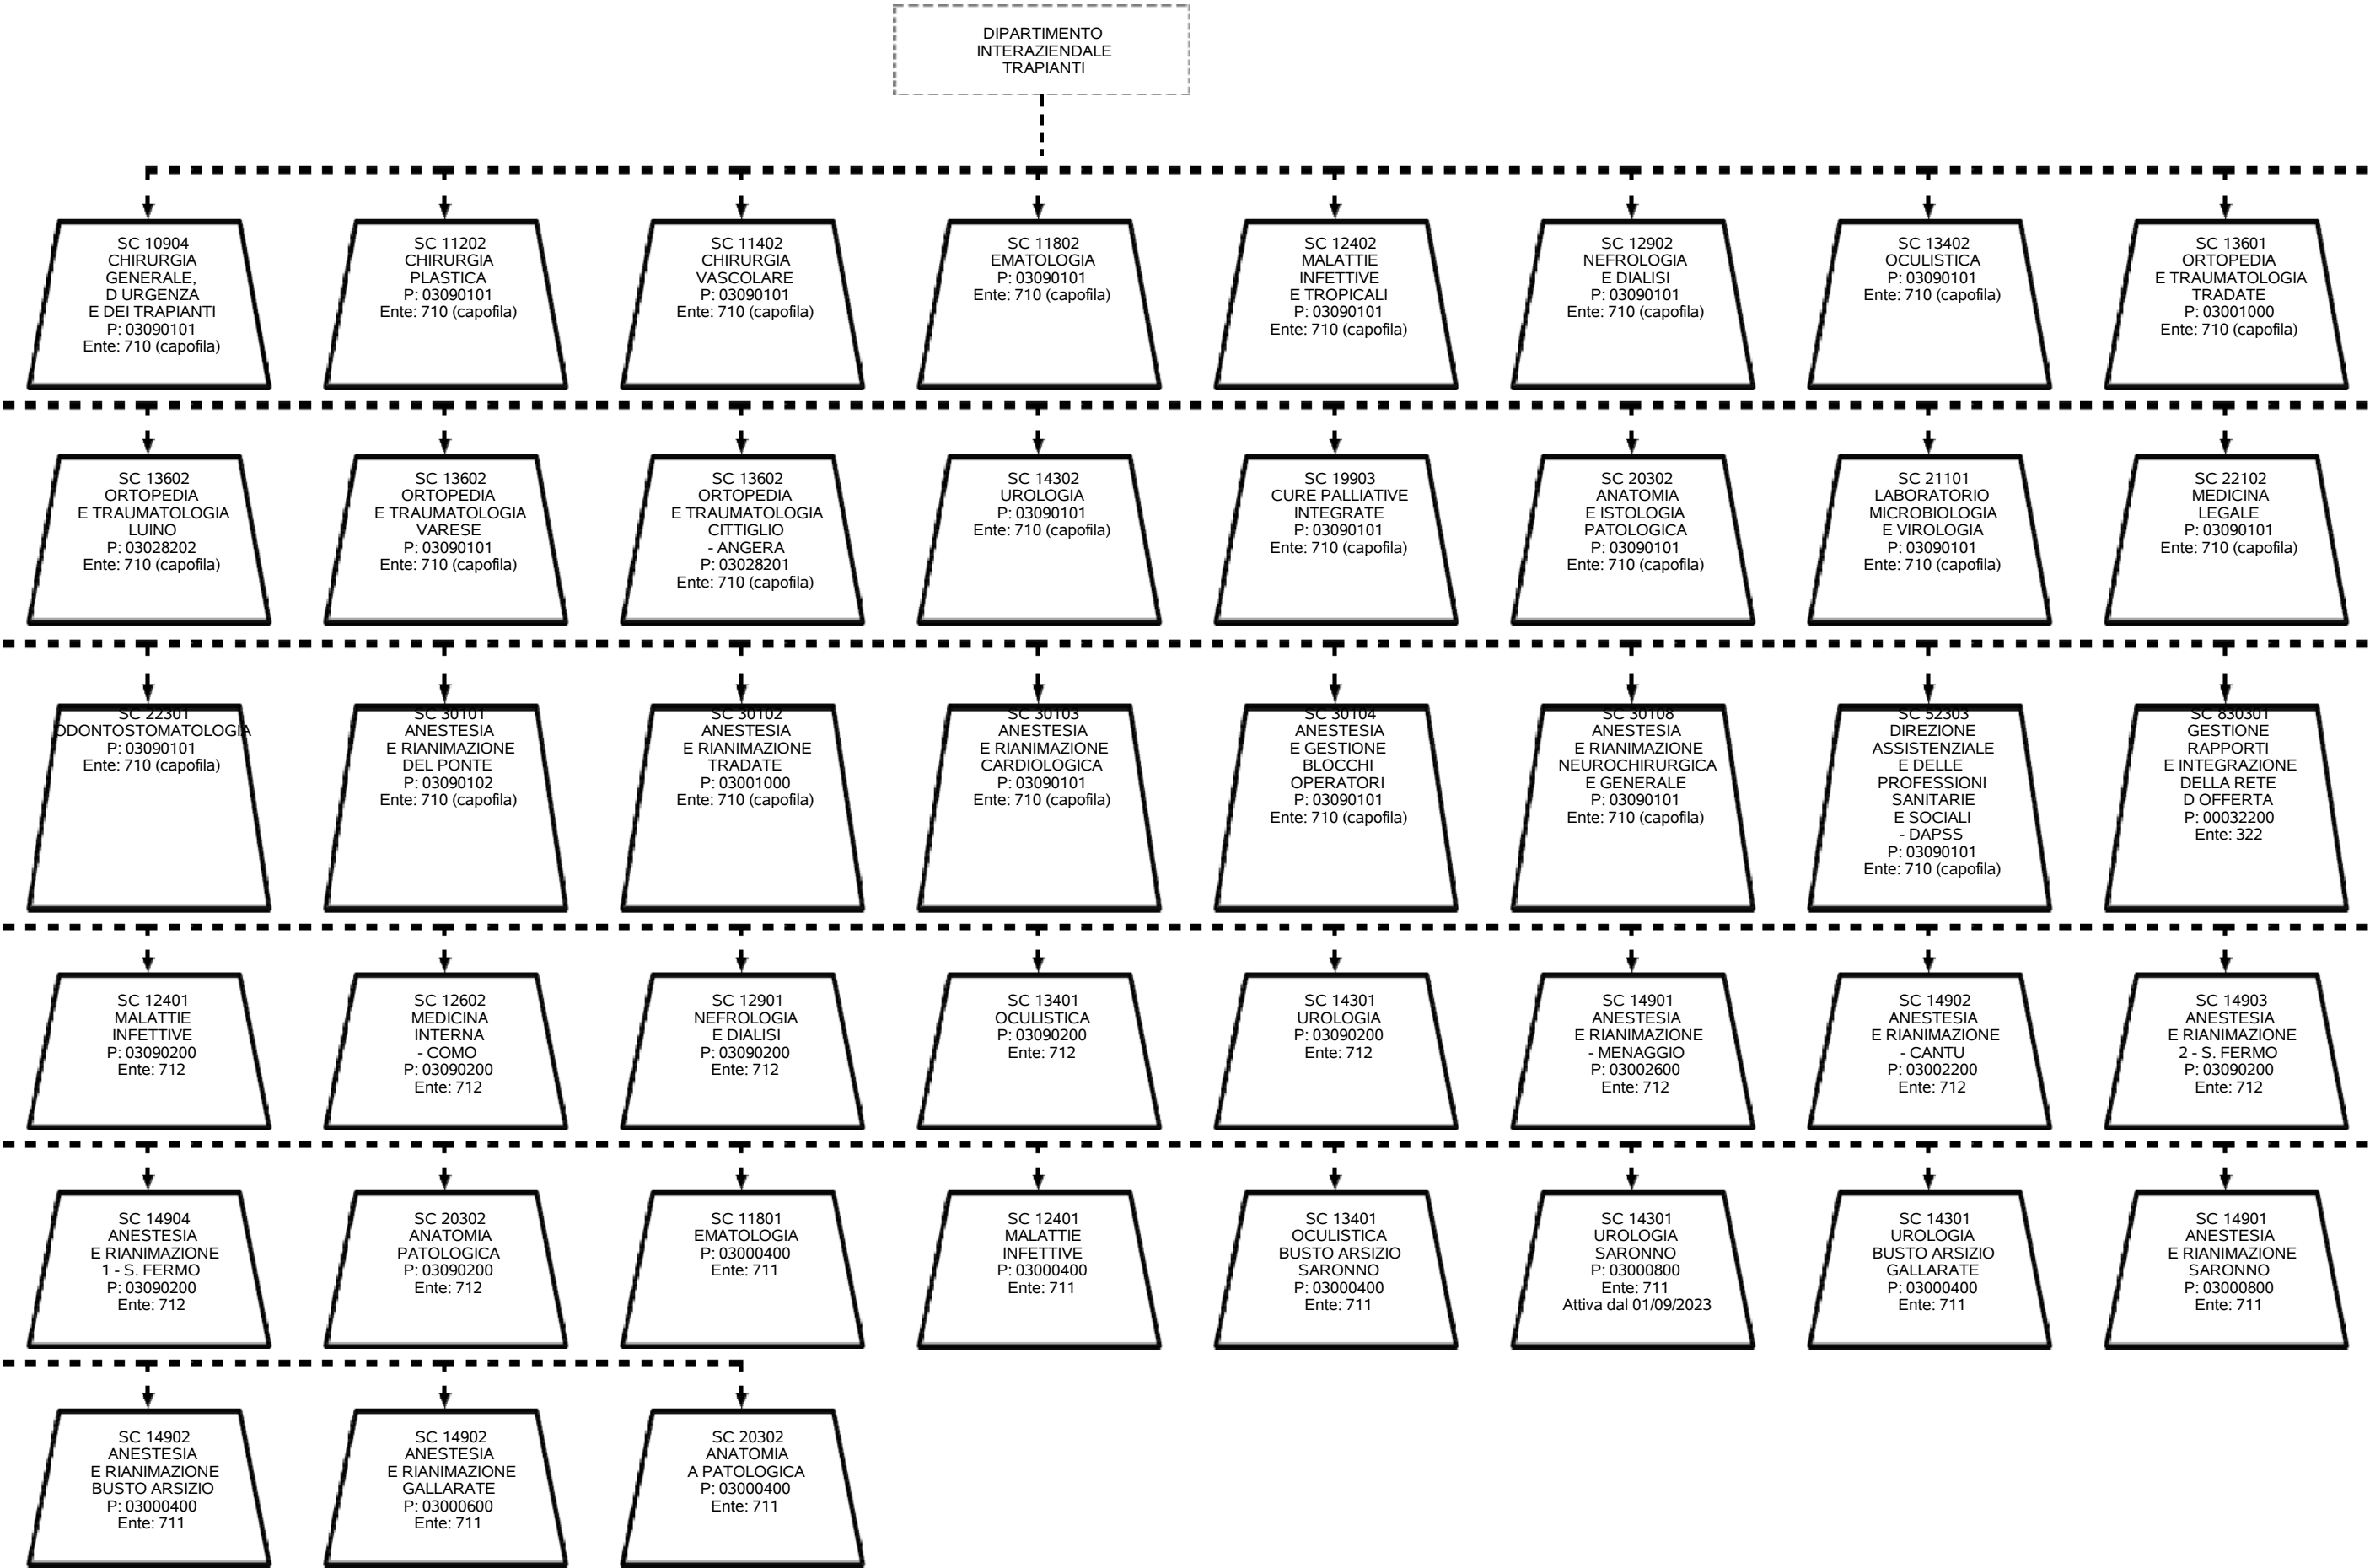 DIPARTIMENTO
INTERAZIENDALE
TRAPIANTI
SC 10904
CHIRURGIA
GENERALE,
D URGENZA
E DEI TRAPIANTI
P: 03090101
Ente: 710 (capofila)
SC 11202
CHIRURGIA
PLASTICA
P: 03090101
Ente: 710 (capofila)
SC 11402
CHIRURGIA
VASCOLARE
P: 03090101
Ente: 710 (capofila)
SC 11802
EMATOLOGIA
P: 03090101
Ente: 710 (capofila)
SC 12402
MALATTIE
INFETTIVE
E TROPICALI
P: 03090101
Ente: 710 (capofila)
SC 12902
NEFROLOGIA
E DIALISI
P: 03090101
Ente: 710 (capofila)
SC 13402
OCULISTICA
P: 03090101
Ente: 710 (capofila)
SC 13601
ORTOPEDIA
E TRAUMATOLOGIA
TRADATE
P: 03001000
Ente: 710 (capofila)
SC 13602
ORTOPEDIA
E TRAUMATOLOGIA
LUINO
P: 03028202
Ente: 710 (capofila)
SC 13602
ORTOPEDIA
E TRAUMATOLOGIA
VARESE
P: 03090101
Ente: 710 (capofila)
SC 13602
ORTOPEDIA
E TRAUMATOLOGIA
CITTIGLIO
- ANGERA
P: 03028201
Ente: 710 (capofila)
SC 14302
UROLOGIA
P: 03090101
Ente: 710 (capofila)
SC 19903
CURE PALLIATIVE
INTEGRATE
P: 03090101
Ente: 710 (capofila)
SC 20302
ANATOMIA
E ISTOLOGIA
PATOLOGICA
P: 03090101
Ente: 710 (capofila)
SC 21101
LABORATORIO
MICROBIOLOGIA
E VIROLOGIA
P: 03090101
Ente: 710 (capofila)
SC 22102
MEDICINA
LEGALE
P: 03090101
Ente: 710 (capofila)
SC 22301
ODONTOSTOMATOLOGIA
P: 03090101
Ente: 710 (capofila)
SC 30101
ANESTESIA
E RIANIMAZIONE
DEL PONTE
P: 03090102
Ente: 710 (capofila)
SC 30102
ANESTESIA
E RIANIMAZIONE
TRADATE
P: 03001000
Ente: 710 (capofila)
SC 30103
ANESTESIA
E RIANIMAZIONE
CARDIOLOGICA
P: 03090101
Ente: 710 (capofila)
SC 30104
ANESTESIA
E GESTIONE
BLOCCHI
OPERATORI
P: 03090101
Ente: 710 (capofila)
SC 30108
ANESTESIA
E RIANIMAZIONE
NEUROCHIRURGICA
E GENERALE
P: 03090101
Ente: 710 (capofila)
SC 52303
DIREZIONE
ASSISTENZIALE
E DELLE
PROFESSIONI
SANITARIE
E SOCIALI
- DAPSS
P: 03090101
Ente: 710 (capofila)
SC 830301
GESTIONE
RAPPORTI
E INTEGRAZIONE
DELLA RETE
D OFFERTA
P: 00032200
Ente: 322
SC 12401
MALATTIE
INFETTIVE
P: 03090200
Ente: 712
SC 12602
MEDICINA
INTERNA
- COMO
P: 03090200
Ente: 712
SC 12901
NEFROLOGIA
E DIALISI
P: 03090200
Ente: 712
SC 13401
OCULISTICA
P: 03090200
Ente: 712
SC 14301
UROLOGIA
P: 03090200
Ente: 712
SC 14901
ANESTESIA
E RIANIMAZIONE
- MENAGGIO
P: 03002600
Ente: 712
SC 14902
ANESTESIA
E RIANIMAZIONE
- CANTU
P: 03002200
Ente: 712
SC 14903
ANESTESIA
E RIANIMAZIONE
2 - S. FERMO
P: 03090200
Ente: 712
SC 14904
ANESTESIA
E RIANIMAZIONE
1 - S. FERMO
P: 03090200
Ente: 712
SC 20302
ANATOMIA
PATOLOGICA
P: 03090200
Ente: 712
SC 11801
EMATOLOGIA
P: 03000400
Ente: 711
SC 12401
MALATTIE
INFETTIVE
P: 03000400
Ente: 711
SC 13401
OCULISTICA
BUSTO ARSIZIO
SARONNO
P: 03000400
Ente: 711
SC 14301
UROLOGIA
SARONNO
P: 03000800
Ente: 711
Attiva dal 01/09/2023
SC 14301
UROLOGIA
BUSTO ARSIZIO
GALLARATE
P: 03000400
Ente: 711
SC 14901
ANESTESIA
E RIANIMAZIONE
SARONNO
P: 03000800
Ente: 711
SC 14902
ANESTESIA
E RIANIMAZIONE
BUSTO ARSIZIO
P: 03000400
Ente: 711
SC 14902
ANESTESIA
E RIANIMAZIONE
GALLARATE
P: 03000600
Ente: 711
SC 20302
ANATOMIA
A PATOLOGICA
P: 03000400
Ente: 711